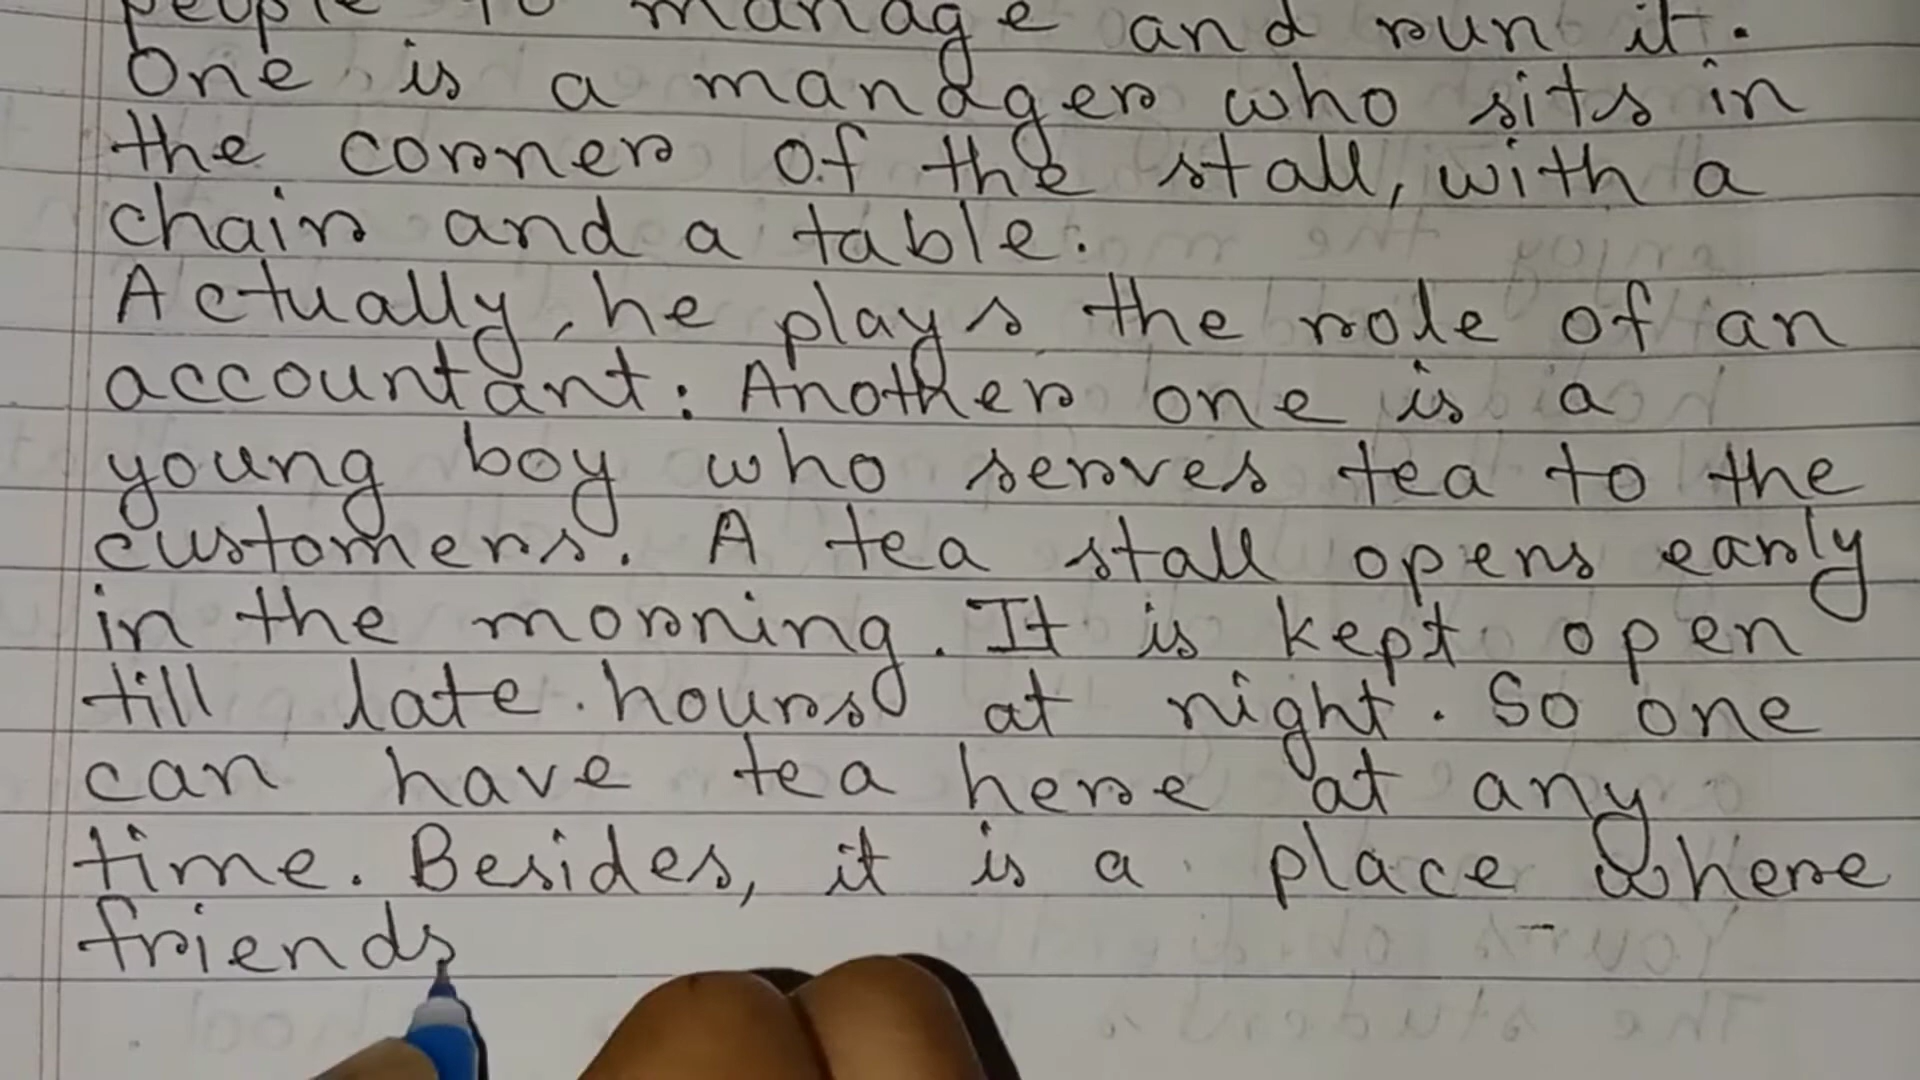 people to manage and run it.
One is a manager who sits in
the corner of the stall, with a
chair and a table.
Actually, he plays the role of an
accountant. Another one is a
young boy who serves tea to the
customers. A tea stall opens early
in the morning. It is kept open
till late hours at night. So one
can have tea here at any
time. Besides, it is a place where
friends